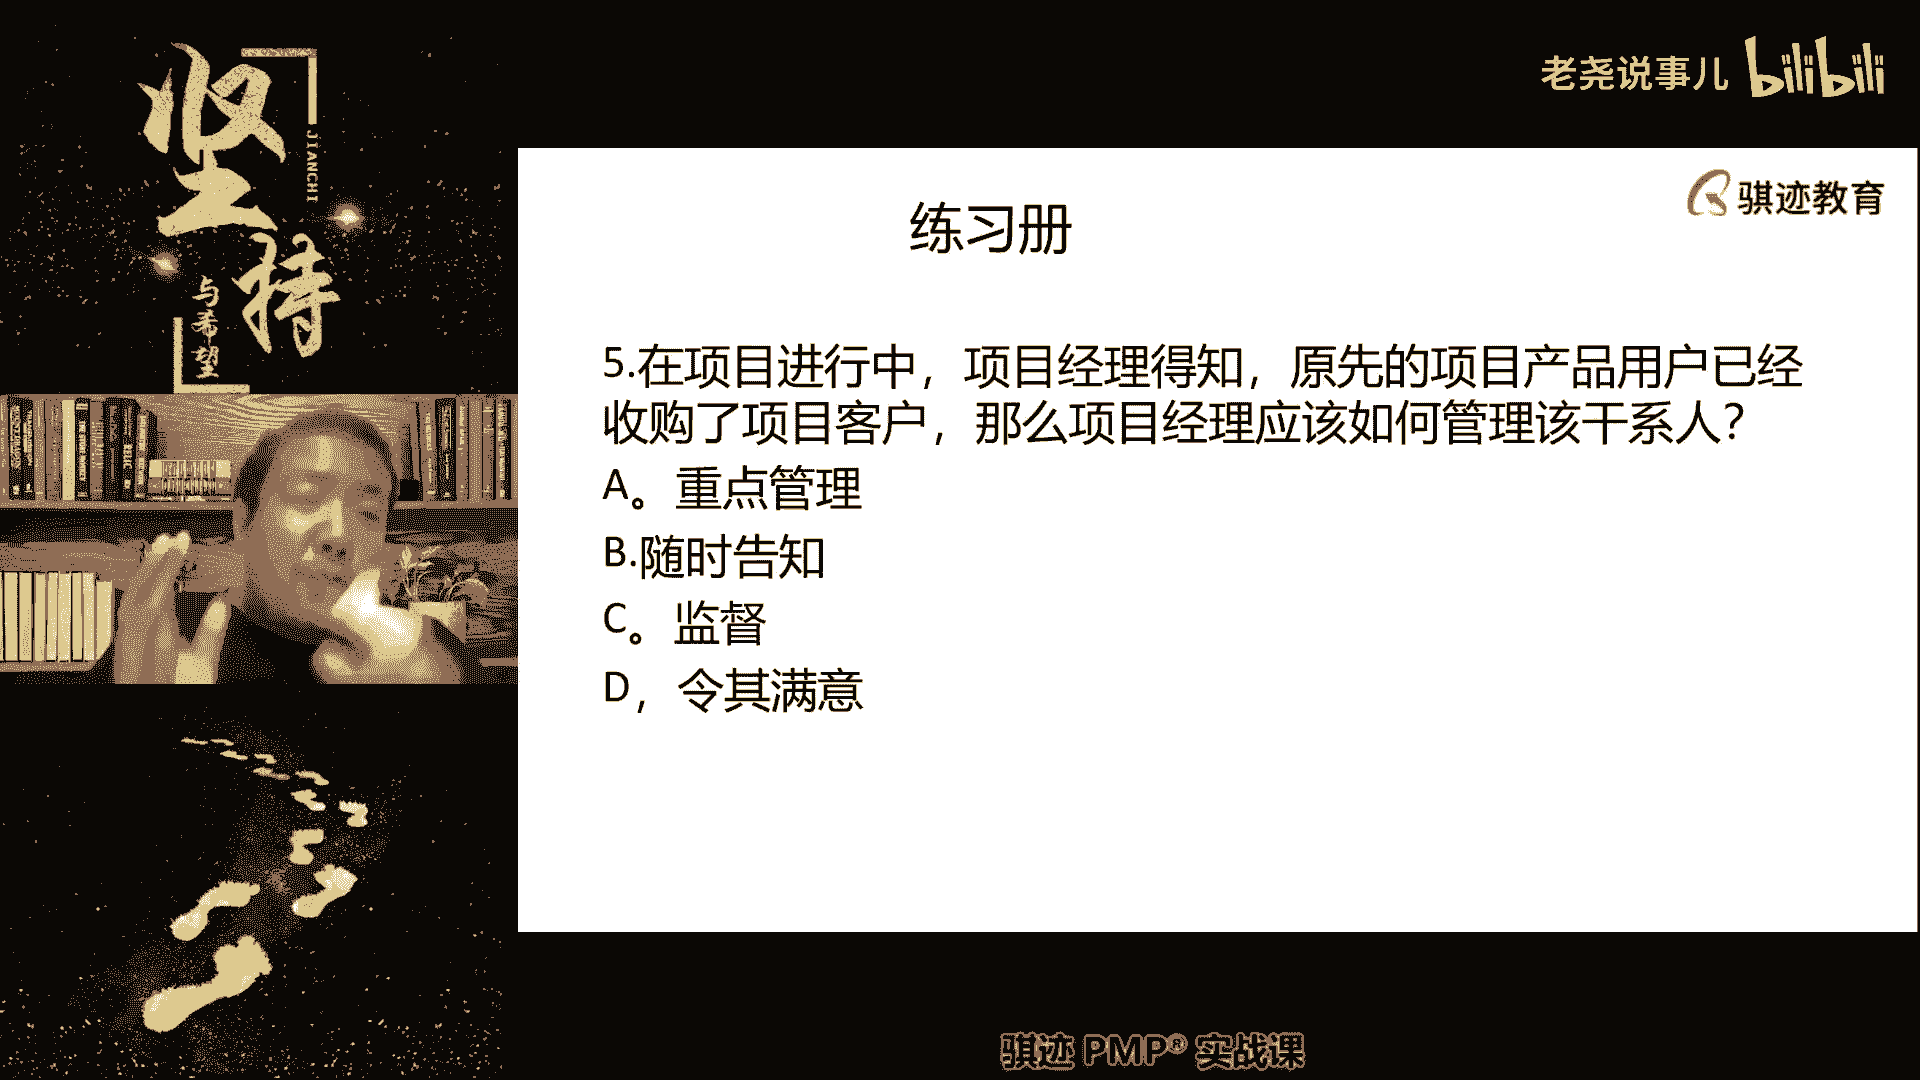 坚持
JIANCHI
与希望
老尧说事儿 bilibili
骐迹教育
练习册
5.在项目进行中，项目经理得知，原先的项目产品用户已经
收购了项目客户，那么项目经理应该如何管理该干系人？
A。重点管理
B.随时告知
C。监督
D，令其满意
骐迹 PMP® 实战课